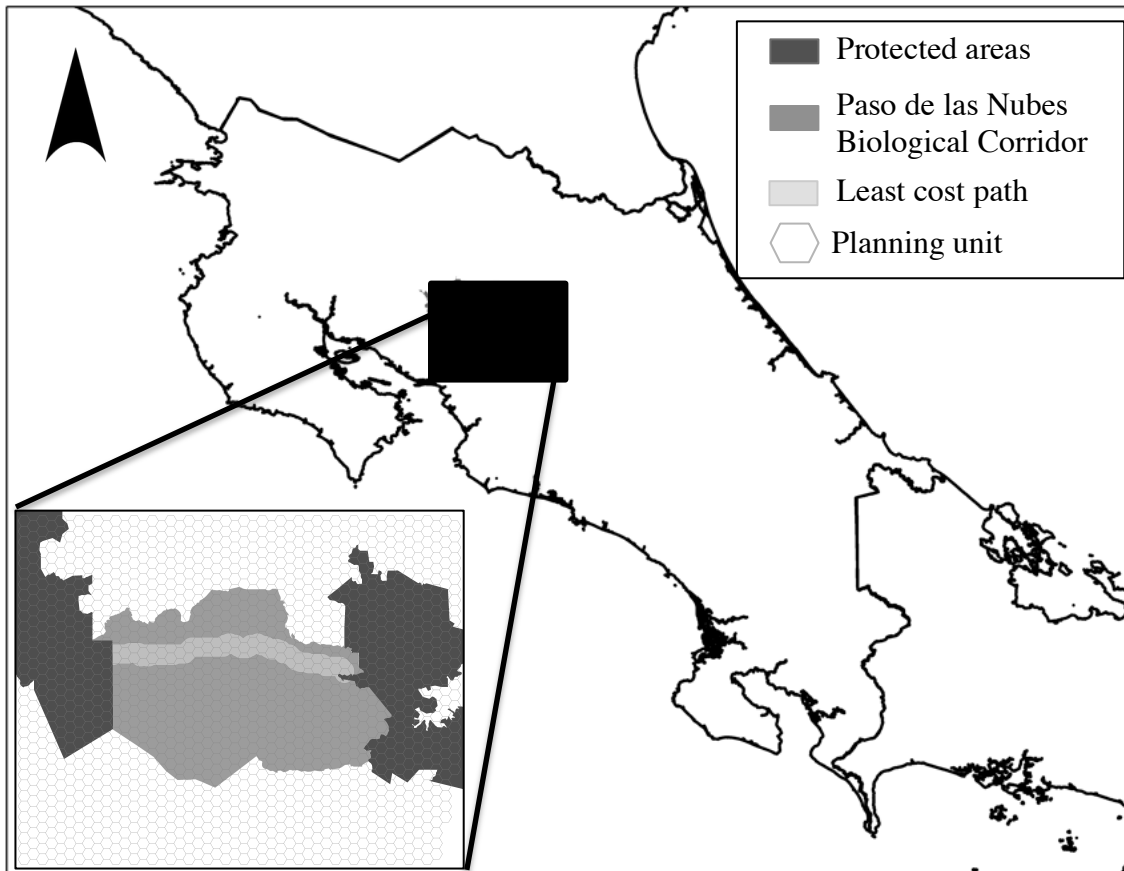 Protected areas
Paso de las Nubes
Biological Corridor
Least cost path
Planning unit